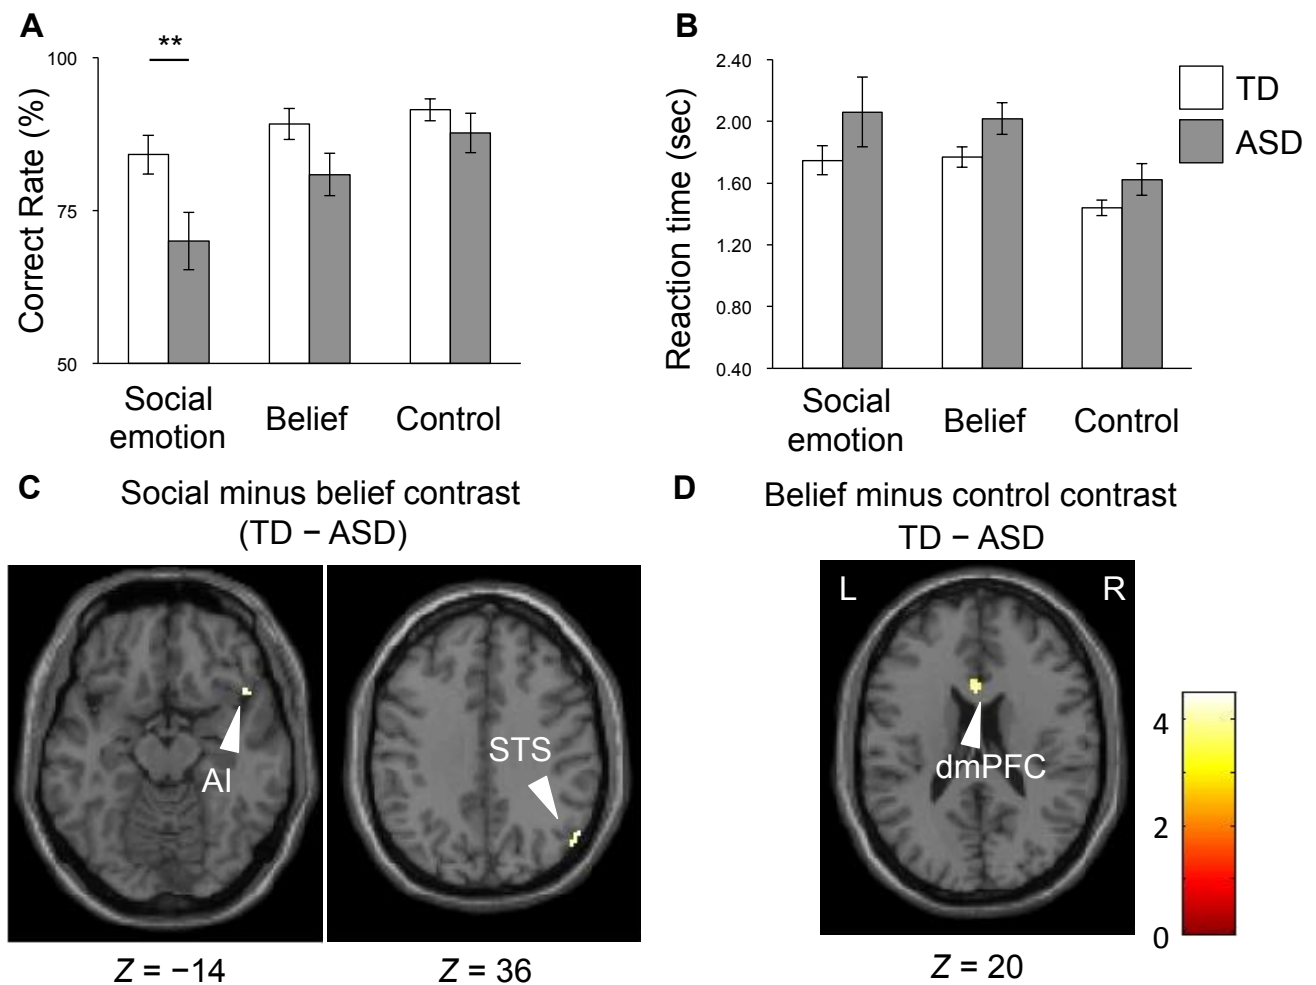 A
**
100
75
50
Correct Rate (%)
Social
emotion
Belief
Control
B
2.40
2.00
1.60
1.20
0.80
0.40
Reaction time (sec)
Social
emotion
Belief
Control
TD
ASD
C
Social minus belief contrast
(TD − ASD)
AI
STS
Z = −14
Z = 36
D
Belief minus control contrast
TD − ASD
L
R
dmPFC
4
2
0
Z = 20